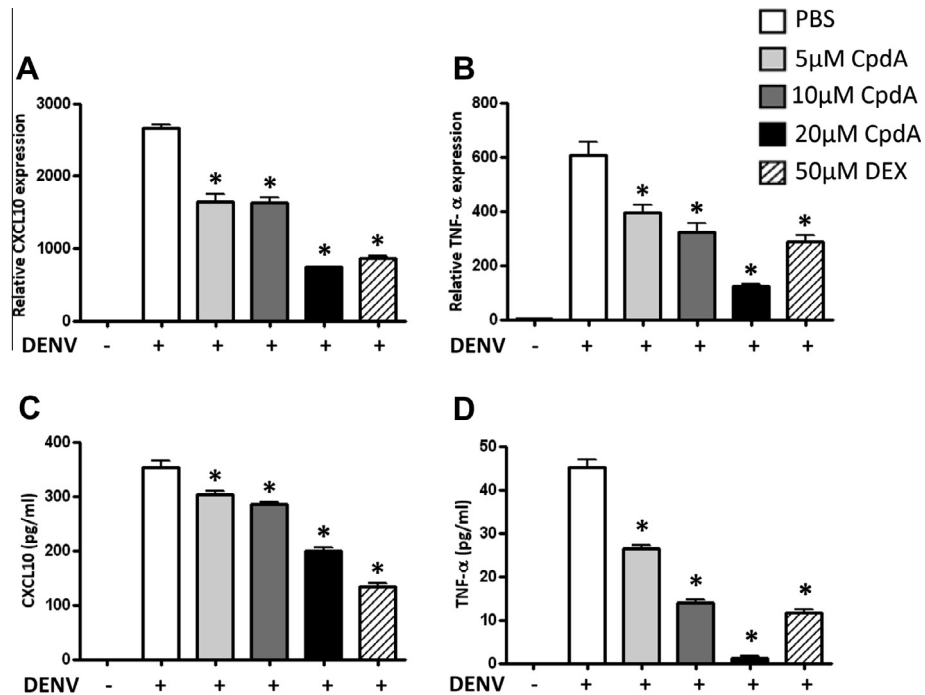 PBS
5µM CpdA
10µM CpdA
20µM CpdA
50µM DEX
A
Relative CXCL10 expression
3000
2000
1000
0
* * * *
DENV - + + + + +
B
Relative TNF- α expression
800
600
400
200
0
* * * *
DENV - + + + + +
C
CXCL10 (pg/ml)
400
300
200
100
0
* * * *
DENV - + + + + +
D
TNF-α (pg/ml)
50
40
30
20
10
0
* * * *
DENV - + + + + +